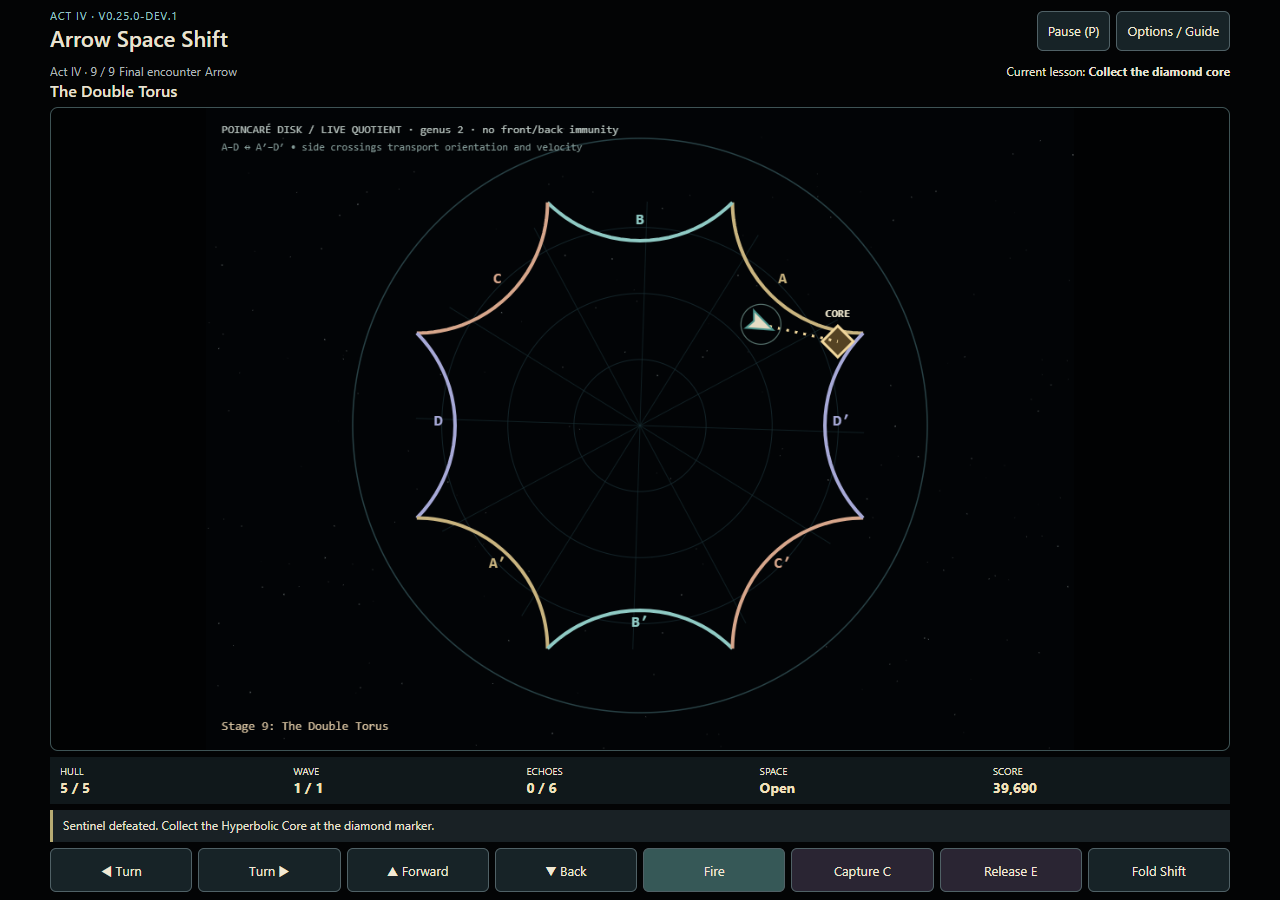 ACT IV · V0.25.0-DEV.1
Arrow Space Shift
Pause (P)
Options / Guide
Act IV · 9 / 9 Final encounter Arrow
Current lesson: Collect the diamond core
The Double Torus
POINCARÉ DISK / LIVE QUOTIENT · genus 2 · no front/back immunity
A–D ↔ A′–D′ • side crossings transport orientation and velocity
B
C
A
CORE
D
D′
A′
C′
B′
Stage 9: The Double Torus
HULL
5 / 5
WAVE
1 / 1
ECHOES
0 / 6
SPACE
Open
SCORE
39,690
Sentinel defeated. Collect the Hyperbolic Core at the diamond marker.
◀ Turn
Turn ▶
▲ Forward
▼ Back
Fire
Capture C
Release E
Fold Shift